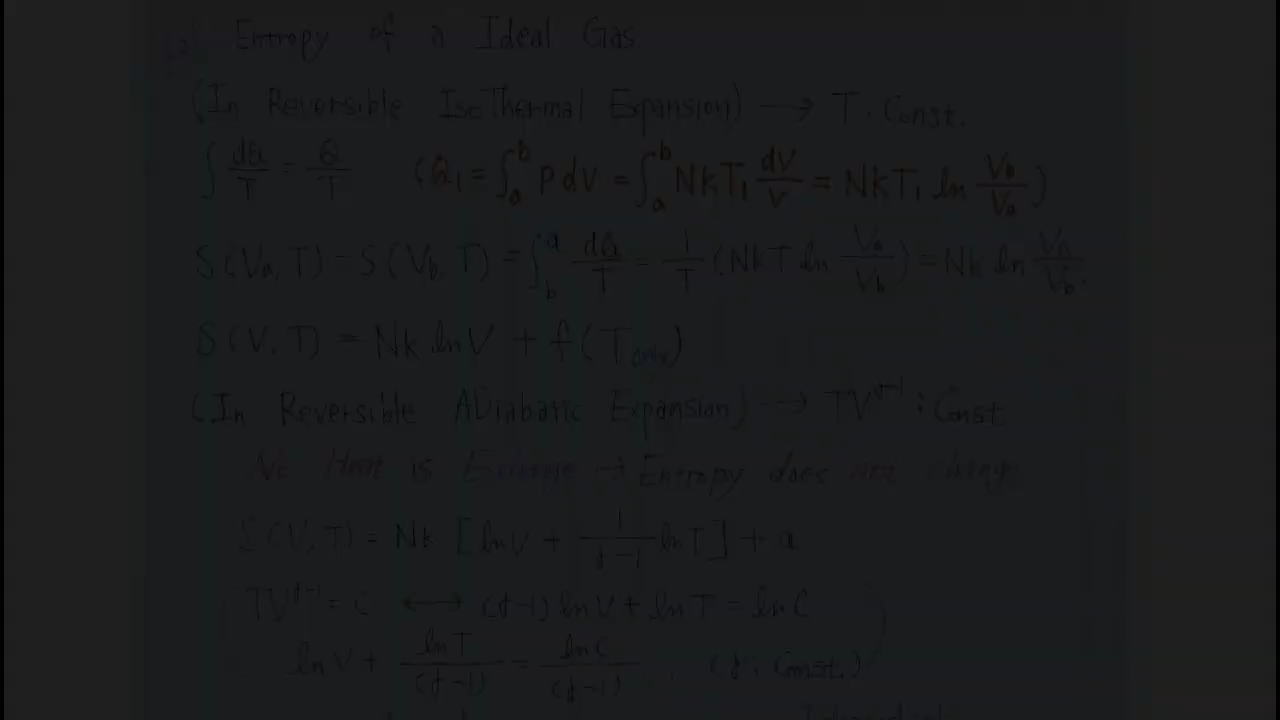 Entropy of a Ideal Gas
(In Reversible IsoThermal Expansion) → T : Const.
∫ dQ/T = Q/T (Q₁ = ∫ₐᵇ P dV = ∫ₐᵇ NkT₁ dV/V = NkT₁ ln Vb/Va)
S(Va, T) - S(Vb, T) = ∫_b^a dQ/T = 1/T (NkT ln Va/Vb) = Nk ln Va/Vb.
S(V, T) = Nk lnV + f(T only)
(In Reversible ADiabatic Expansion) → TV^(γ-1) : Const
No Heat is Exchange → Entropy does not change
S(V, T) = Nk [lnV + 1/(γ-1) lnT] + a
TV^(γ-1) = C ↔ (γ-1) lnV + lnT = lnC
lnV + lnT/(γ-1) = lnC/(γ-1) (γ : Const.)